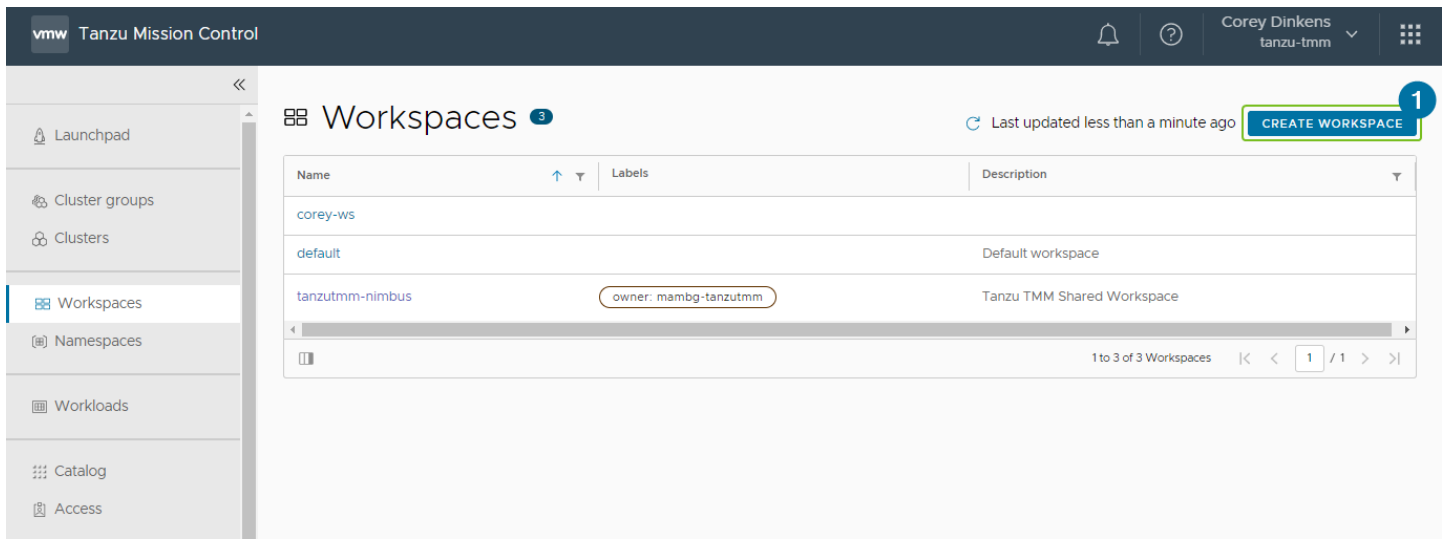 vmw Tanzu Mission Control
Corey Dinkens
tanzu-tmm
Launchpad
Cluster groups
Clusters
Workspaces
Namespaces
Workloads
Catalog
Access
Workspaces 3
Last updated less than a minute ago
CREATE WORKSPACE
1
Name Labels Description
corey-ws
default Default workspace
tanzutmm-nimbus owner: mambg-tanzutmm Tanzu TMM Shared Workspace
1 to 3 of 3 Workspaces 1 / 1